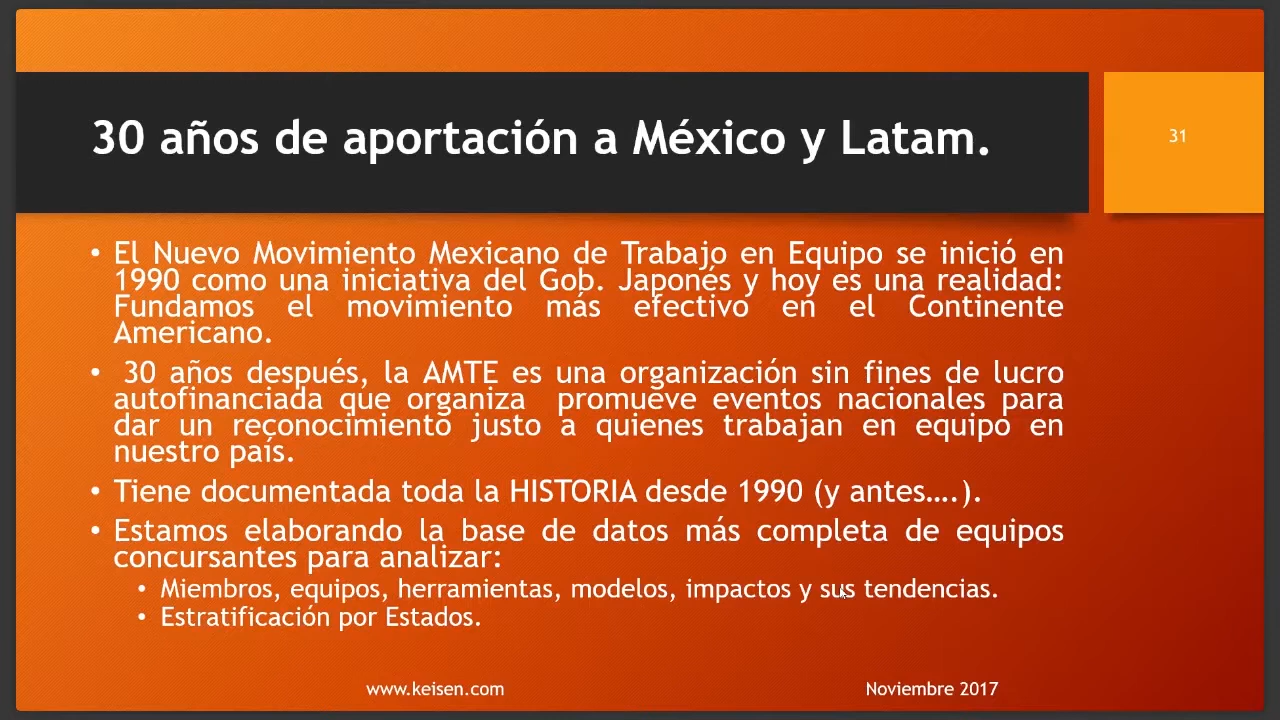 30 años de aportación a México y Latam.
31
• El Nuevo Movimiento Mexicano de Trabajo en Equipo se inició en
1990 como una iniciativa del Gob. Japonés y hoy es una realidad:
Fundamos el movimiento más efectivo en el Continente
Americano.
• 30 años después, la AMTE es una organización sin fines de lucro
autofinanciada que organiza promueve eventos nacionales para
dar un reconocimiento justo a quienes trabajan en equipo en
nuestro país.
• Tiene documentada toda la HISTORIA desde 1990 (y antes….).
• Estamos elaborando la base de datos más completa de equipos
concursantes para analizar:
• Miembros, equipos, herramientas, modelos, impactos y sus tendencias.
• Estratificación por Estados.
www.keisen.com
Noviembre 2017